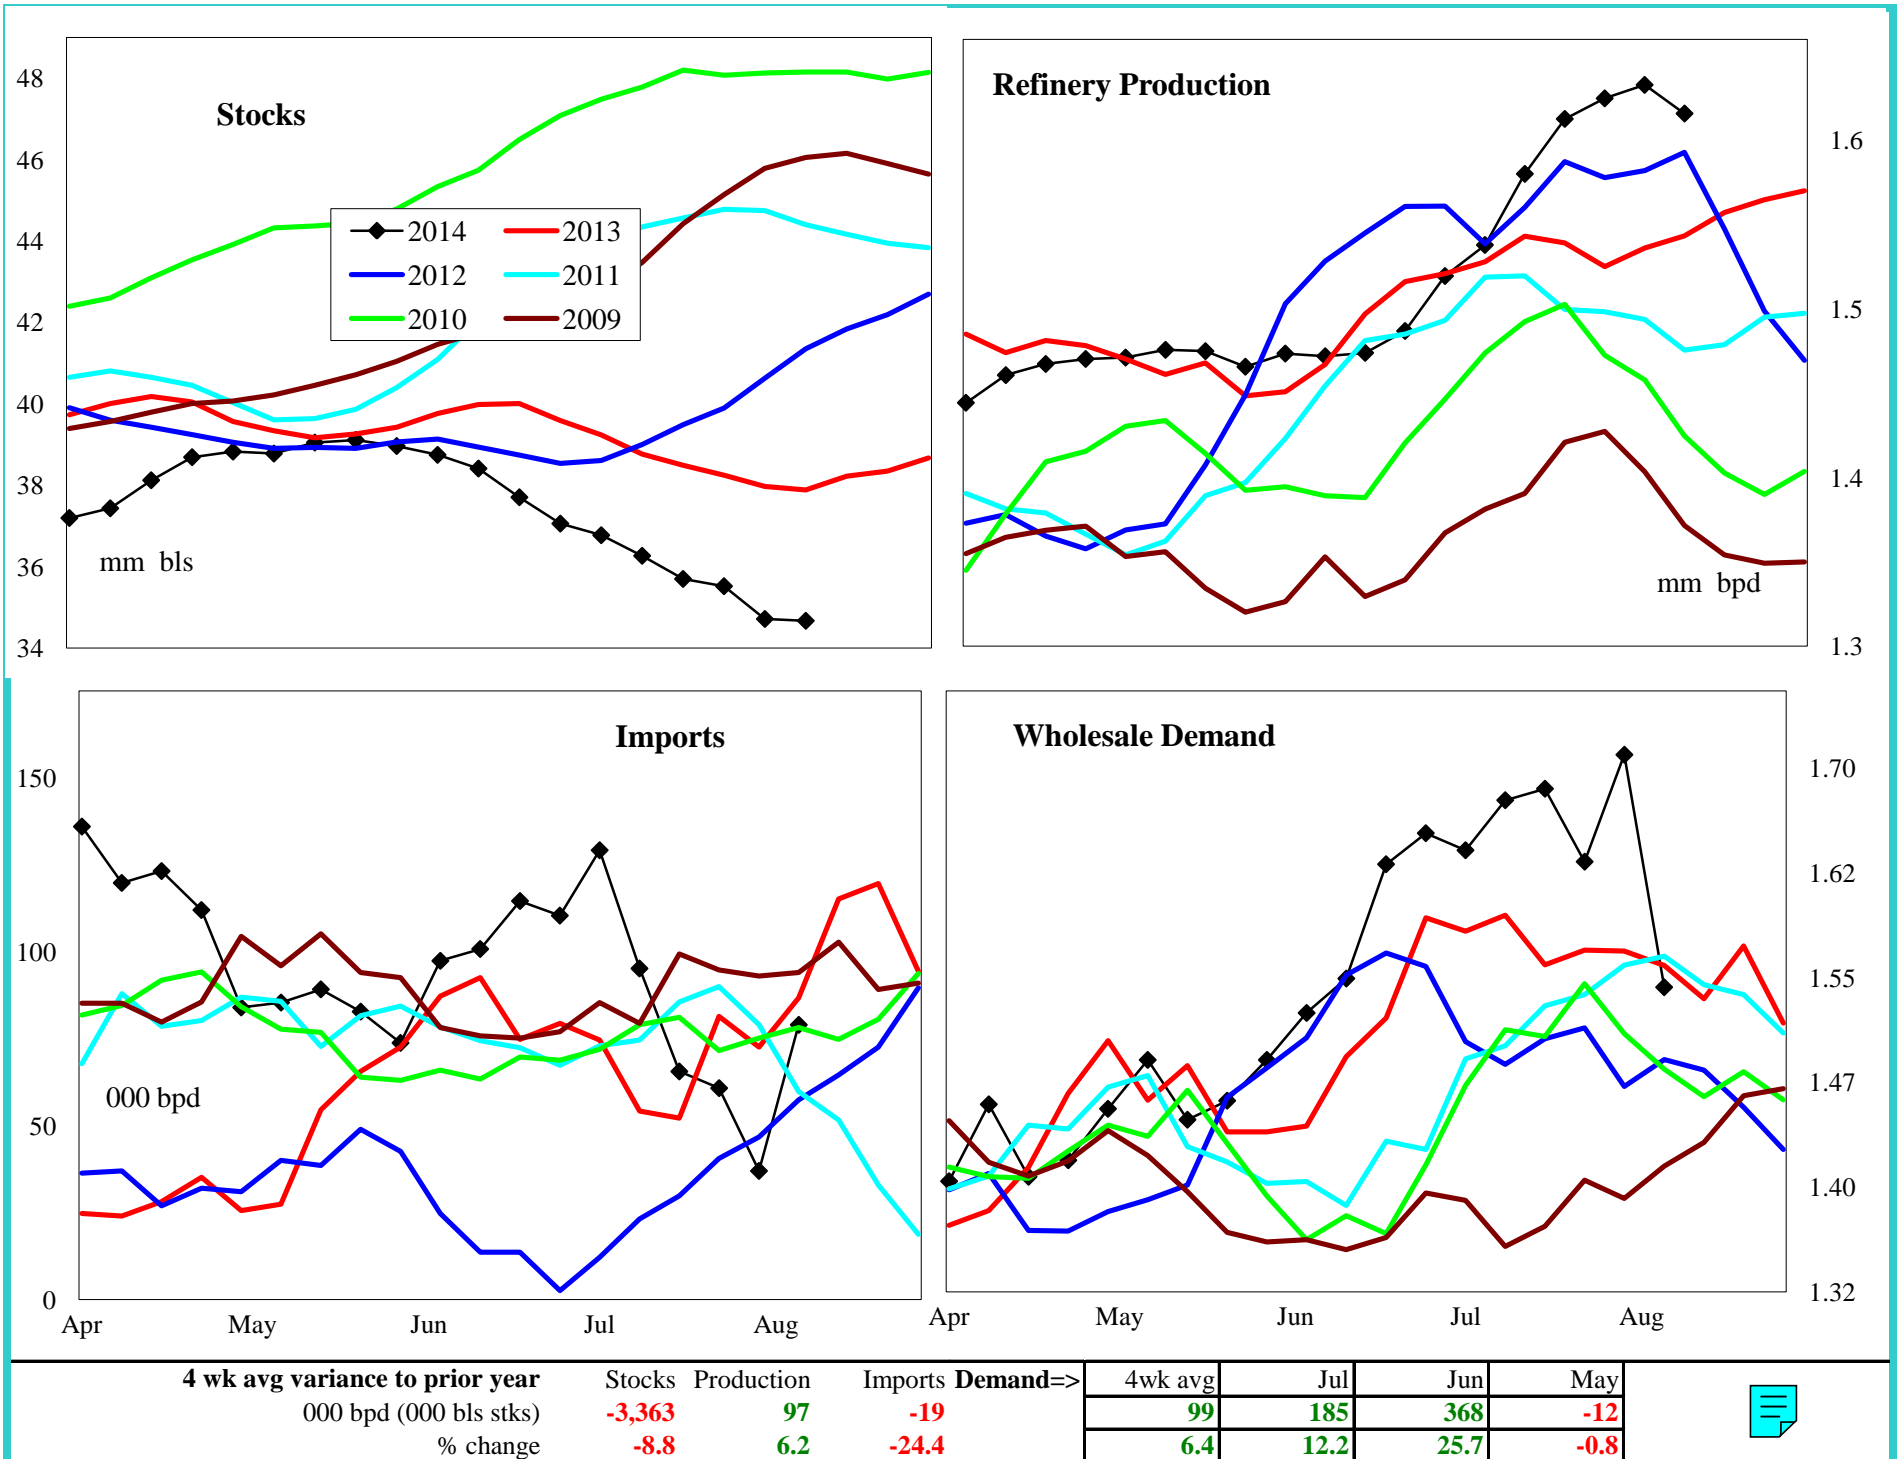 Stocks
48
46
44
42
40
38
36
34
2014 2013
2012 2011
2010 2009
mm bls
Refinery Production
1.6
1.5
1.4
1.3
mm bpd
Imports
150
100
50
0
000 bpd
Apr May Jun Jul Aug
Wholesale Demand
1.70
1.62
1.55
1.47
1.40
1.32
Apr May Jun Jul Aug
4 wk avg variance to prior year Stocks Production Imports Demand=> 4wk avg Jul Jun May
000 bpd (000 bls stks) -3,363 97 -19 99 185 368 -12
% change -8.8 6.2 -24.4 6.4 12.2 25.7 -0.8